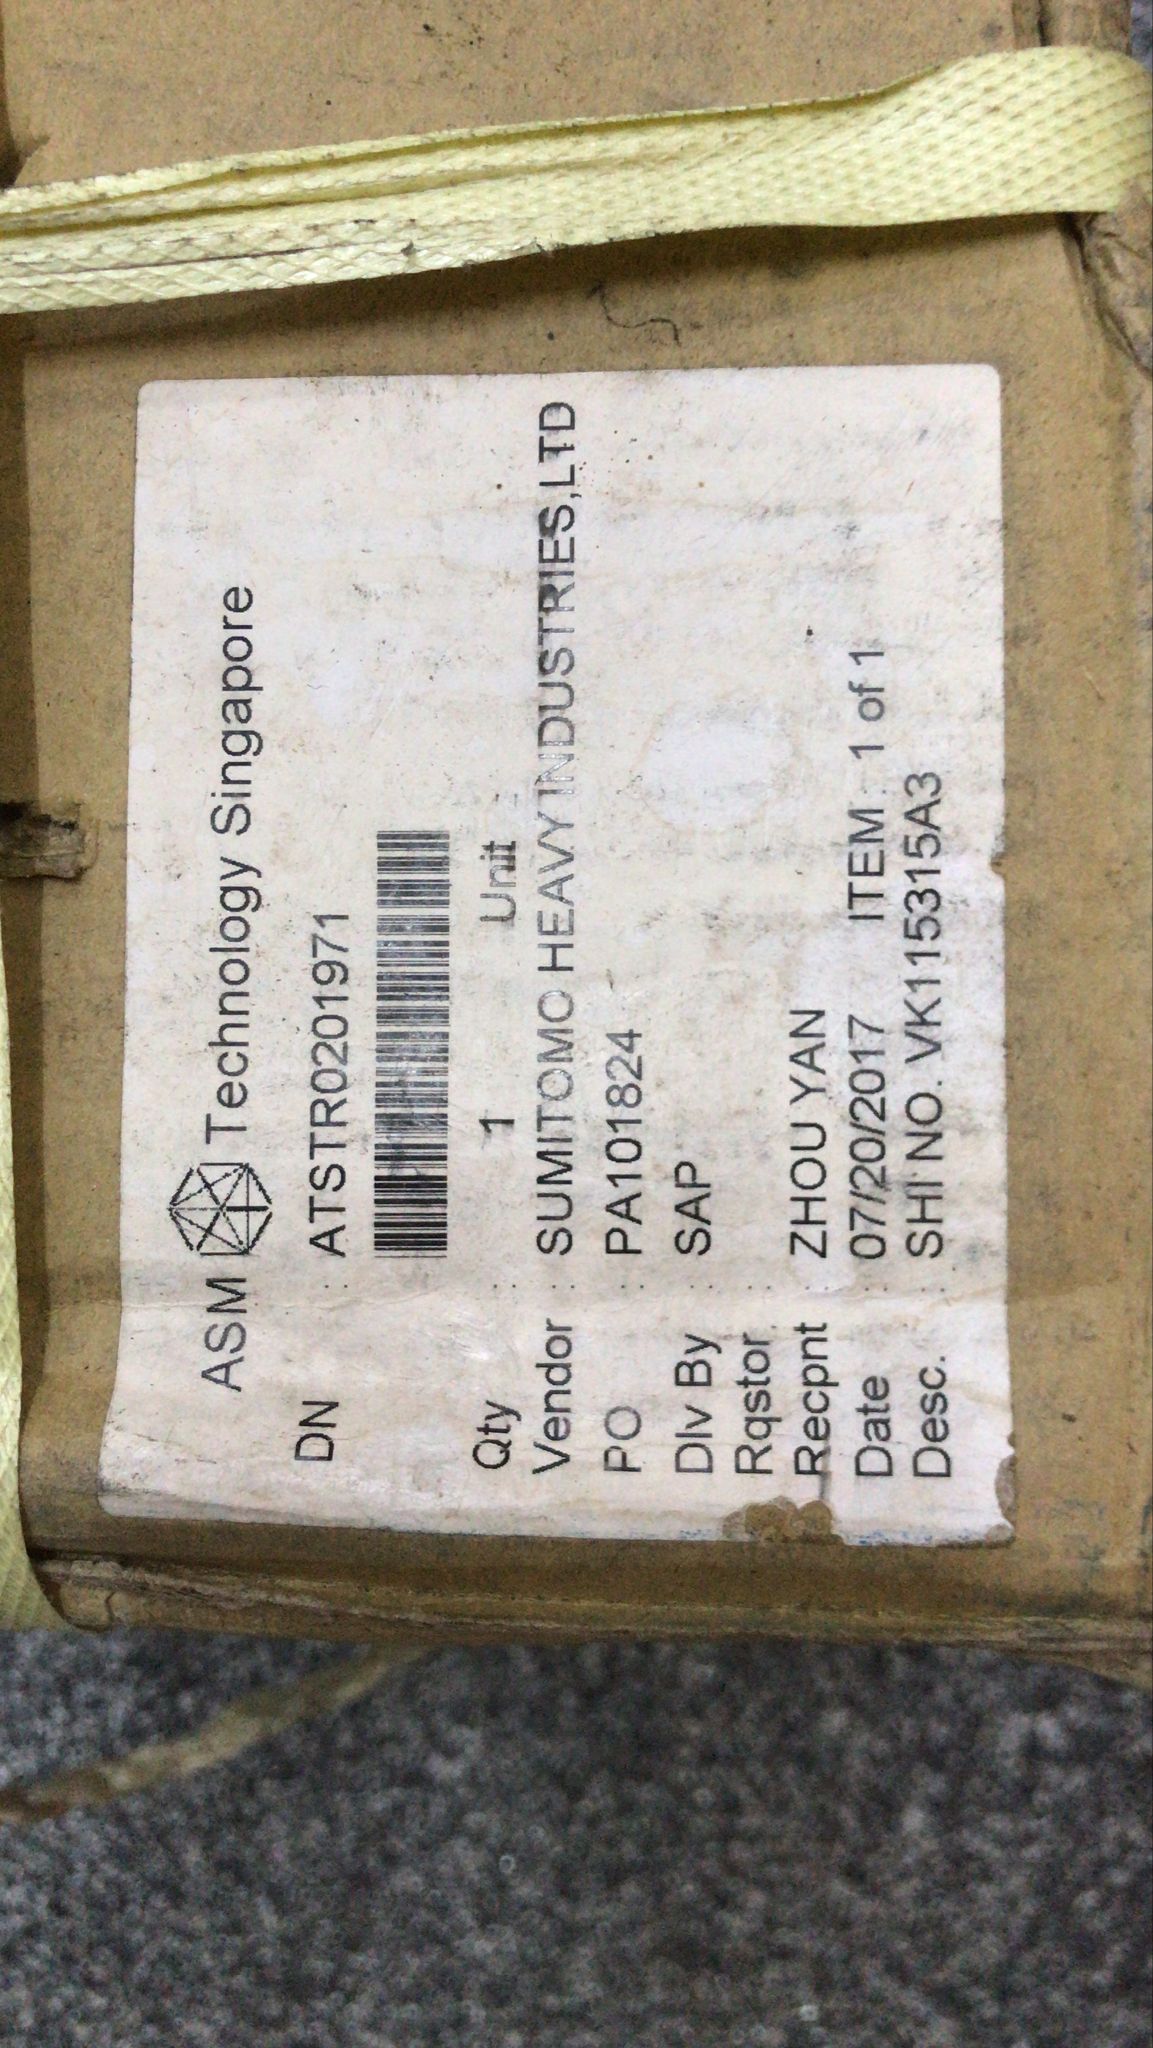 ASM Technology Singapore
DN : ATSTR0201971
Qty : 1 Unit
Vendor : SUMITOMO HEAVY INDUSTRIES,LTD
PO : PA101824
Dlv By : SAP
Rqstor :
Recpnt : ZHOU YAN
Date : 07/20/2017 ITEM : 1 of 1
Desc. : SHI NO. VK115315A3